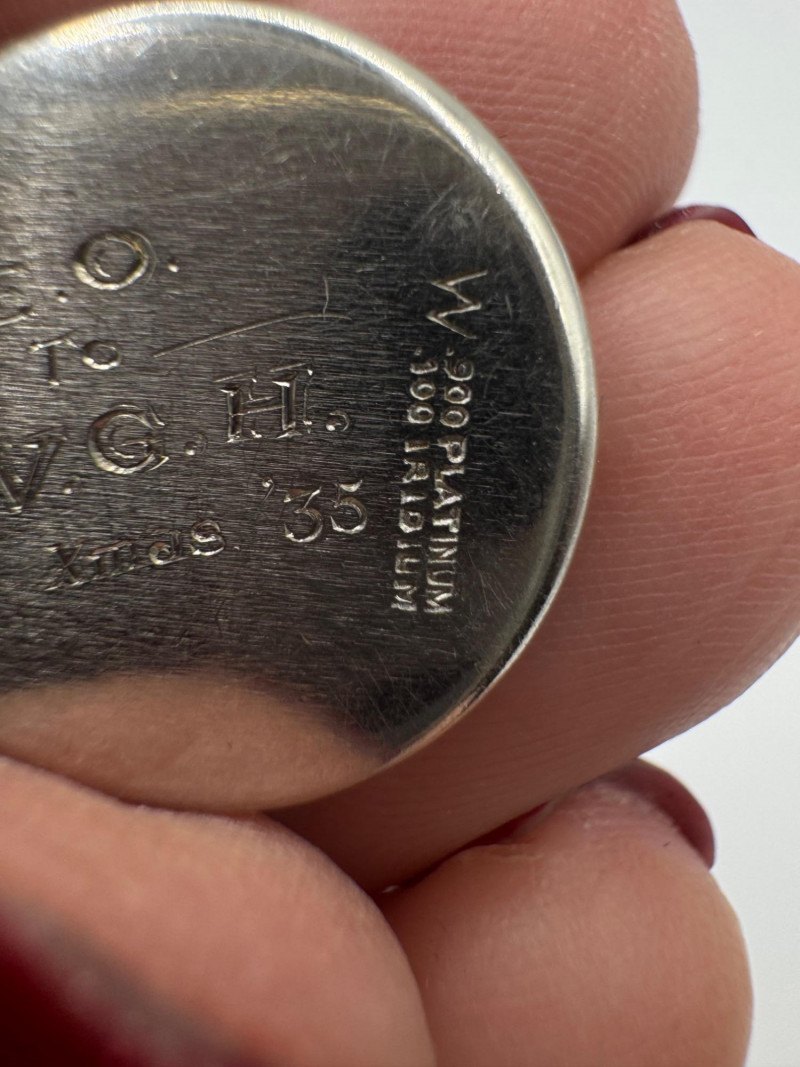 O.
TO
V.G.H.
Xmas '35
W
.900 PLATINUM
.100 IRIDIUM